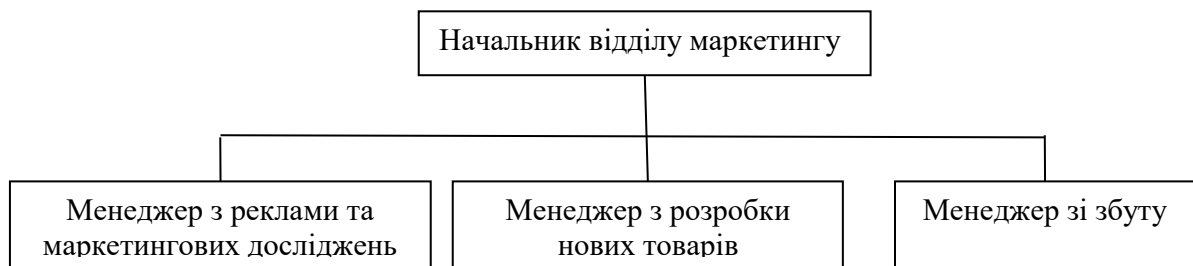 Начальник відділу маркетингу
Менеджер з реклами та
маркетингових досліджень
Менеджер з розробки
нових товарів
Менеджер зі збуту